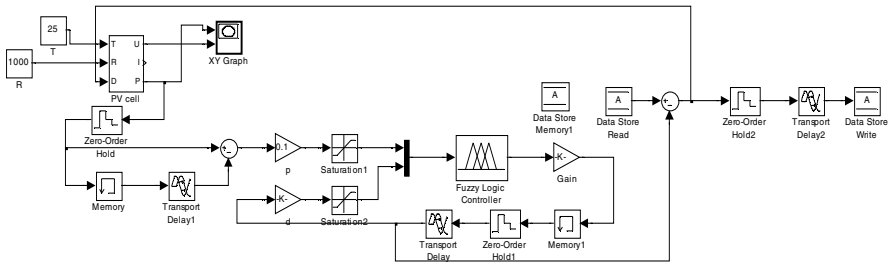 25
T
1000
R
T
R
D
U
I
P
PV cell
XY Graph
Zero-Order
Hold
Memory
Transport
Delay1
0.1
p
-K-
d
Saturation1
Saturation2
Fuzzy Logic
Controller
-K-
Gain
Transport
Delay
Zero-Order
Hold1
Memory1
A
Data Store
Memory1
A
Data Store
Read
Zero-Order
Hold2
Transport
Delay2
A
Data Store
Write